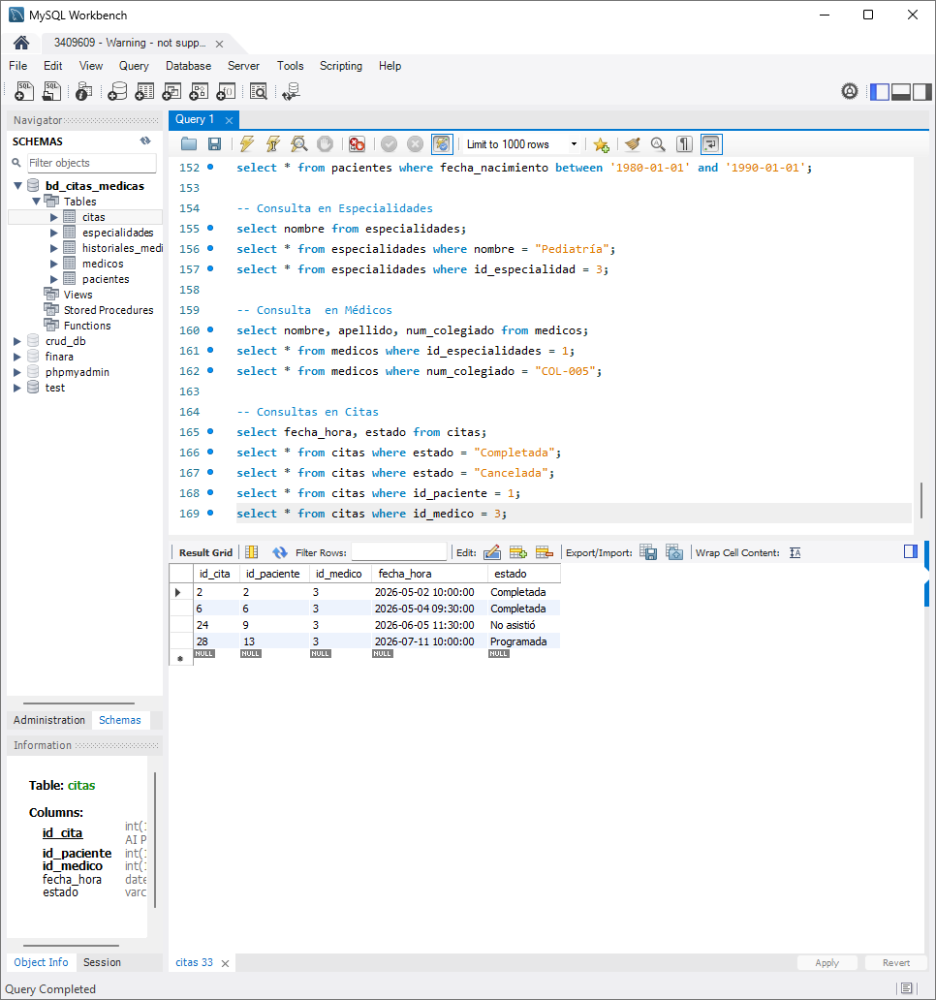 MySQL Workbench
3409609 - Warning - not supp...
File Edit View Query Database Server Tools Scripting Help
Navigator
SCHEMAS
Filter objects
bd_citas_medicas
Tables
citas
especialidades
historiales_medi
medicos
pacientes
Views
Stored Procedures
Functions
crud_db
finara
phpmyadmin
test
Administration Schemas
Information
Table: citas
Columns:
id_cita int(1
AI P
id_paciente int(1
id_medico int(1
fecha_hora date
estado varc
Object Info Session
Query 1
Limit to 1000 rows
152 select * from pacientes where fecha_nacimiento between '1980-01-01' and '1990-01-01';
153
154 -- Consulta en Especialidades
155 select nombre from especialidades;
156 select * from especialidades where nombre = "Pediatría";
157 select * from especialidades where id_especialidad = 3;
158
159 -- Consulta  en Médicos
160 select nombre, apellido, num_colegiado from medicos;
161 select * from medicos where id_especialidades = 1;
162 select * from medicos where num_colegiado = "COL-005";
163
164 -- Consultas en Citas
165 select fecha_hora, estado from citas;
166 select * from citas where estado = "Completada";
167 select * from citas where estado = "Cancelada";
168 select * from citas where id_paciente = 1;
169 select * from citas where id_medico = 3;
Result Grid Filter Rows: Edit: Export/Import: Wrap Cell Content:
id_cita id_paciente id_medico fecha_hora estado
2 2 3 2026-05-02 10:00:00 Completada
6 6 3 2026-05-04 09:30:00 Completada
24 9 3 2026-06-05 11:30:00 No asistió
28 13 3 2026-07-11 10:00:00 Programada
NULL NULL NULL NULL NULL
citas 33
Apply Revert
Query Completed